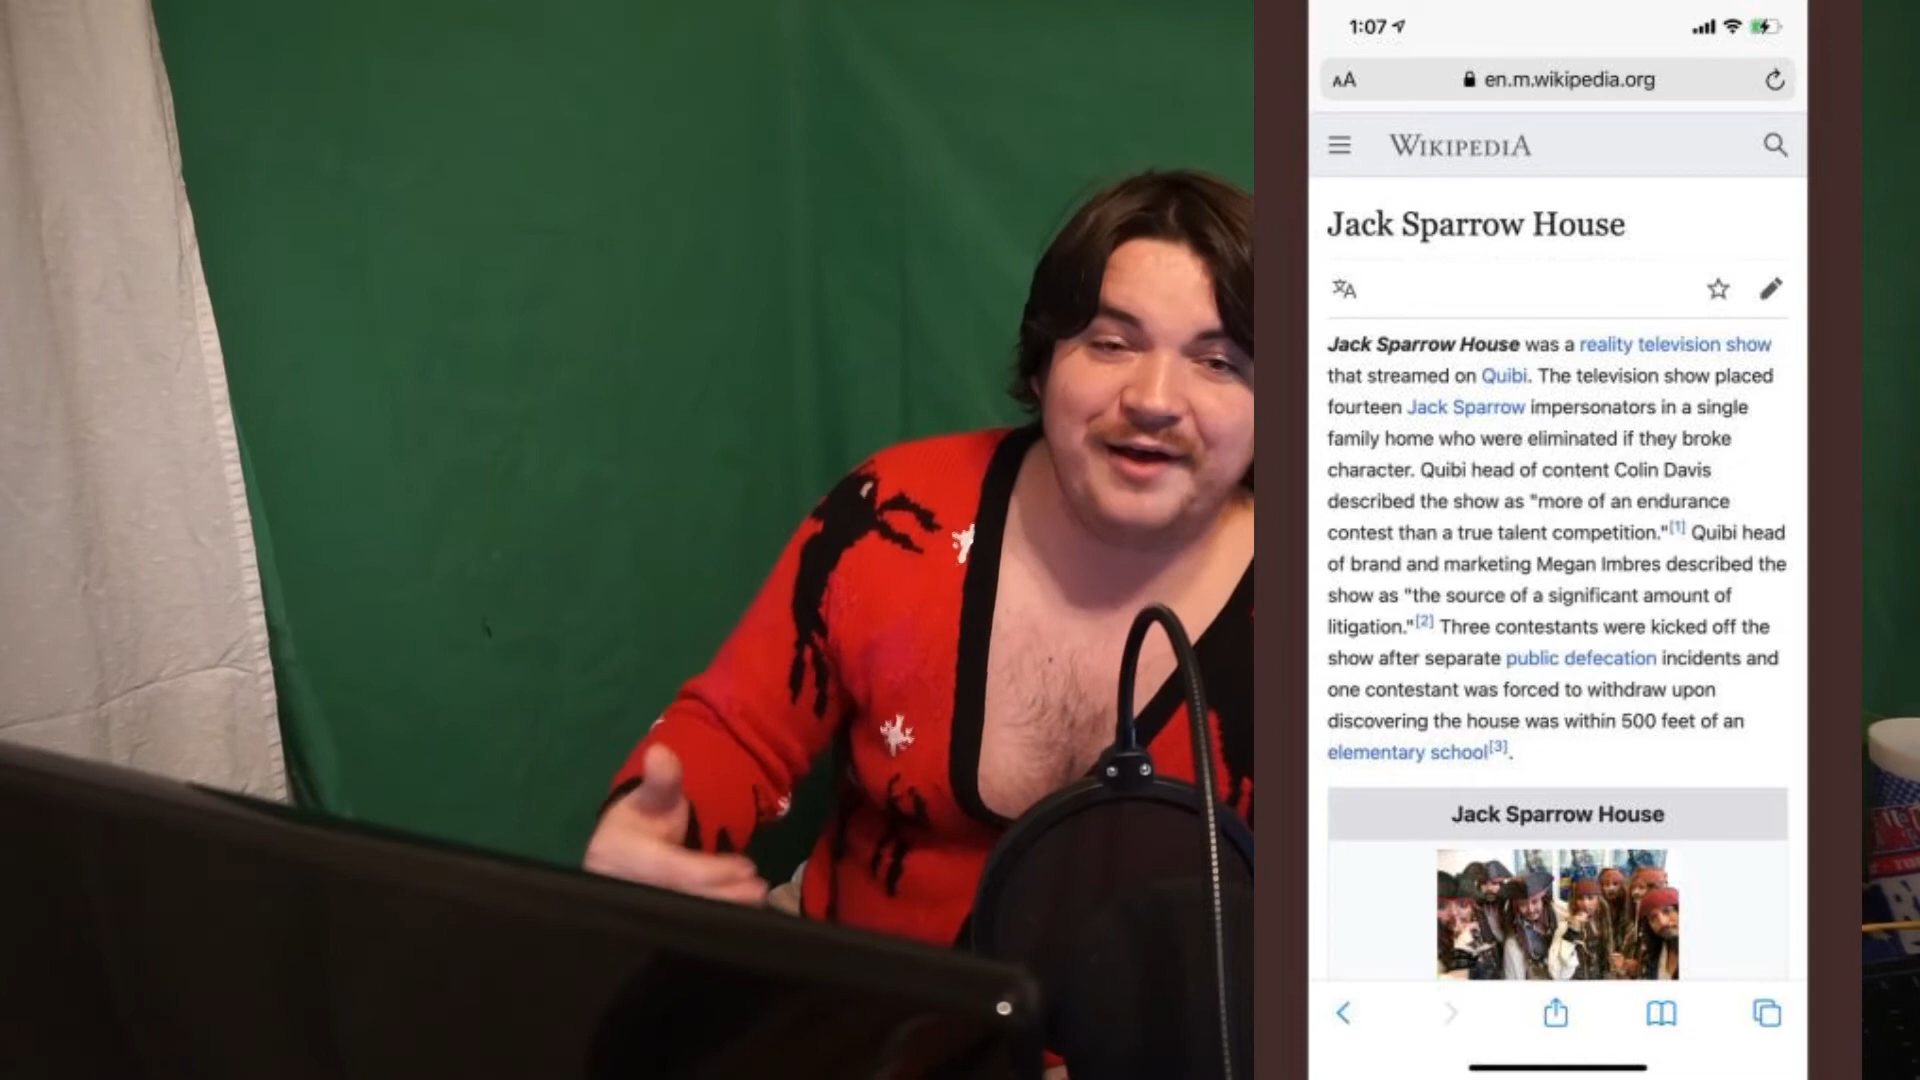 1:07
AA
en.m.wikipedia.org
WIKIPEDIA
Jack Sparrow House
Jack Sparrow House was a reality television show
that streamed on Quibi. The television show placed
fourteen Jack Sparrow impersonators in a single
family home who were eliminated if they broke
character. Quibi head of content Colin Davis
described the show as "more of an endurance
contest than a true talent competition."[1] Quibi head
of brand and marketing Megan Imbres described the
show as "the source of a significant amount of
litigation."[2] Three contestants were kicked off the
show after separate public defecation incidents and
one contestant was forced to withdraw upon
discovering the house was within 500 feet of an
elementary school[3].
Jack Sparrow House